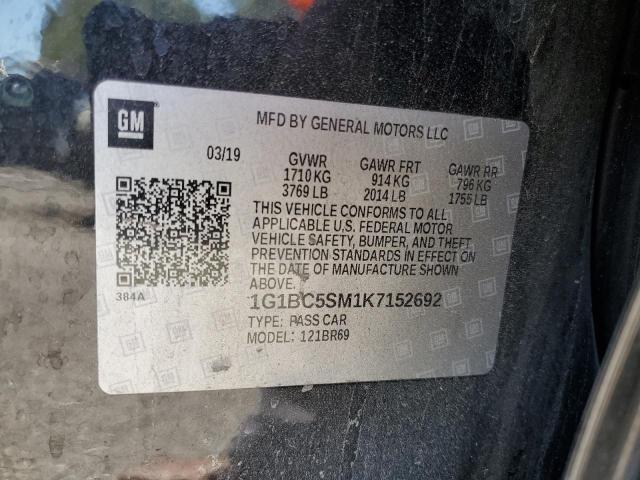 GM
MFD BY GENERAL MOTORS LLC
03/19 GVWR GAWR FRT GAWR RR
1710 KG 914 KG 796 KG
3769 LB 2014 LB 1755 LB
THIS VEHICLE CONFORMS TO ALL
APPLICABLE U.S. FEDERAL MOTOR
VEHICLE SAFETY, BUMPER, AND THEFT
PREVENTION STANDARDS IN EFFECT ON
THE DATE OF MANUFACTURE SHOWN
ABOVE.
384A
1G1BC5SM1K7152692
TYPE: PASS CAR
MODEL: 121BR69